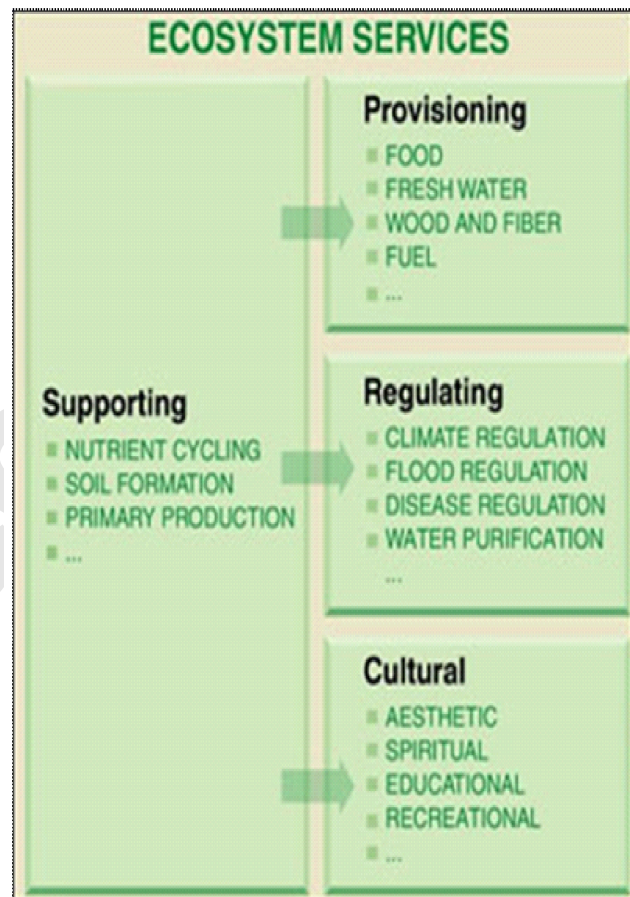 ECOSYSTEM SERVICES
Supporting
NUTRIENT CYCLING
SOIL FORMATION
PRIMARY PRODUCTION
...
Provisioning
FOOD
FRESH WATER
WOOD AND FIBER
FUEL
...
Regulating
CLIMATE REGULATION
FLOOD REGULATION
DISEASE REGULATION
WATER PURIFICATION
...
Cultural
AESTHETIC
SPIRITUAL
EDUCATIONAL
RECREATIONAL
...